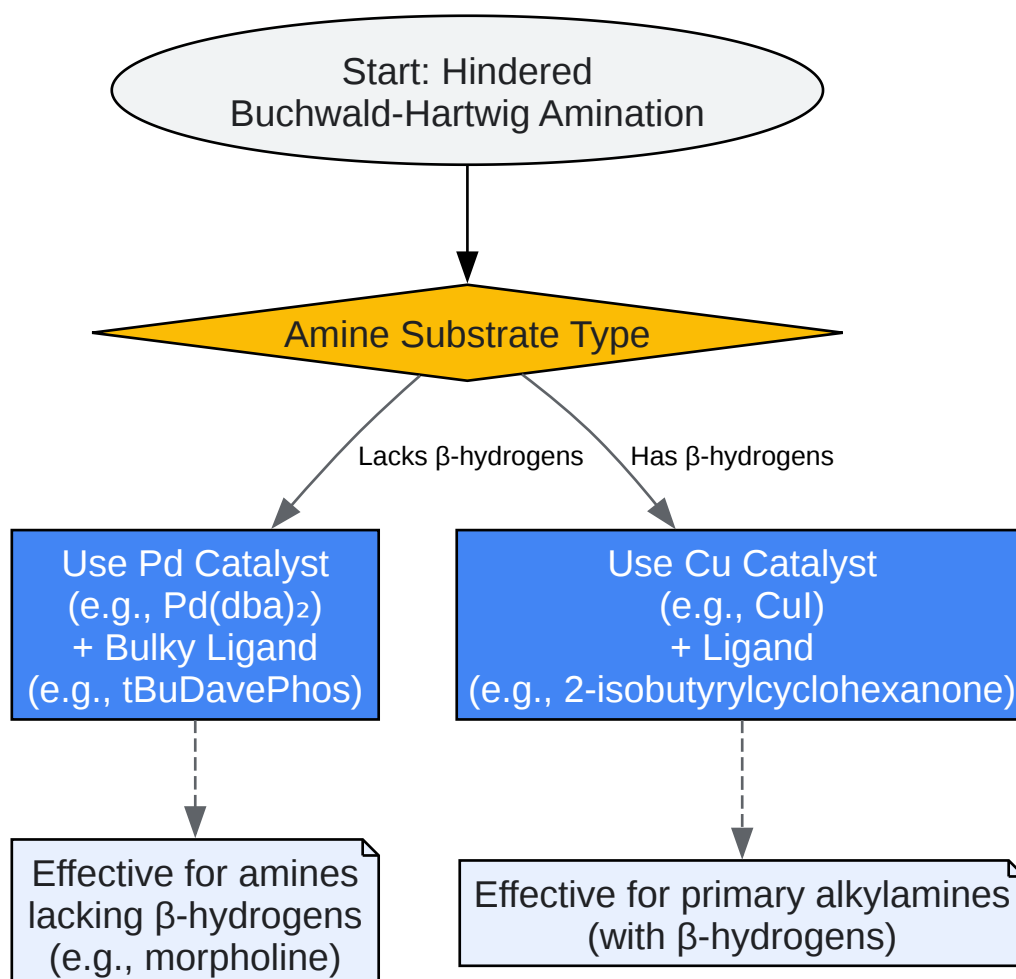 Start: Hindered
Buchwald-Hartwig Amination
Amine Substrate Type
Lacks β-hydrogens
Has β-hydrogens
Use Pd Catalyst
(e.g., Pd(dba)₂)
+ Bulky Ligand
(e.g., tBuDavePhos)
Use Cu Catalyst
(e.g., CuI)
+ Ligand
(e.g., 2-isobutyrylcyclohexanone)
Effective for amines
lacking β-hydrogens
(e.g., morpholine)
Effective for primary alkylamines
(with β-hydrogens)